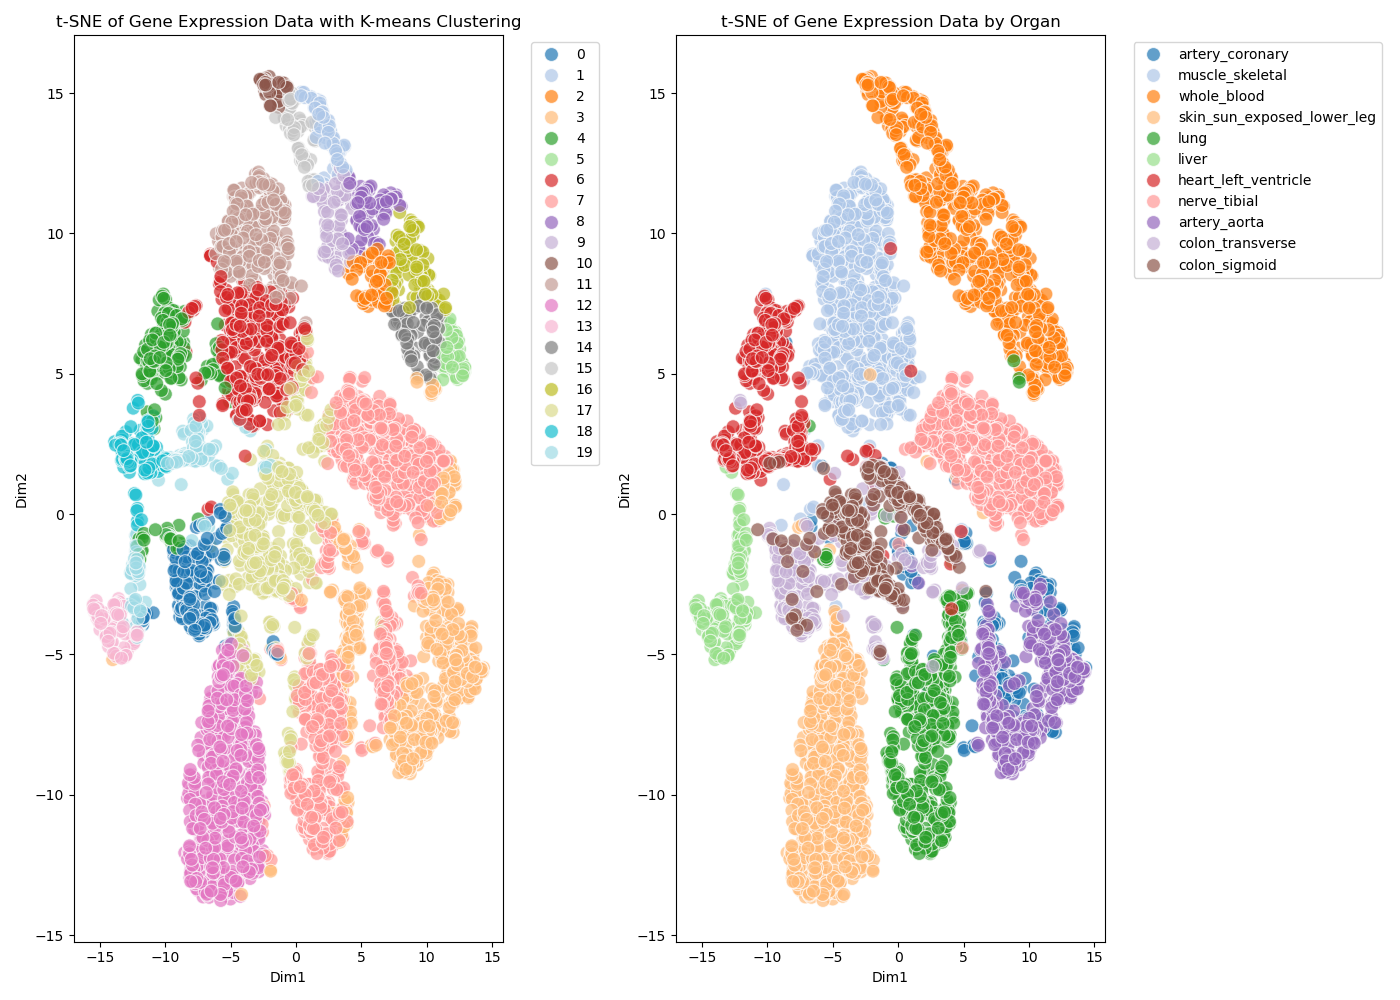 t-SNE of Gene Expression Data with K-means Clustering
15
10
5
0
−5
−10
−15
Dim2
−15 −10 −5 0 5 10 15
Dim1
0
1
2
3
4
5
6
7
8
9
10
11
12
13
14
15
16
17
18
19
t-SNE of Gene Expression Data by Organ
15
10
5
0
−5
−10
−15
Dim2
−15 −10 −5 0 5 10 15
Dim1
artery_coronary
muscle_skeletal
whole_blood
skin_sun_exposed_lower_leg
lung
liver
heart_left_ventricle
nerve_tibial
artery_aorta
colon_transverse
colon_sigmoid